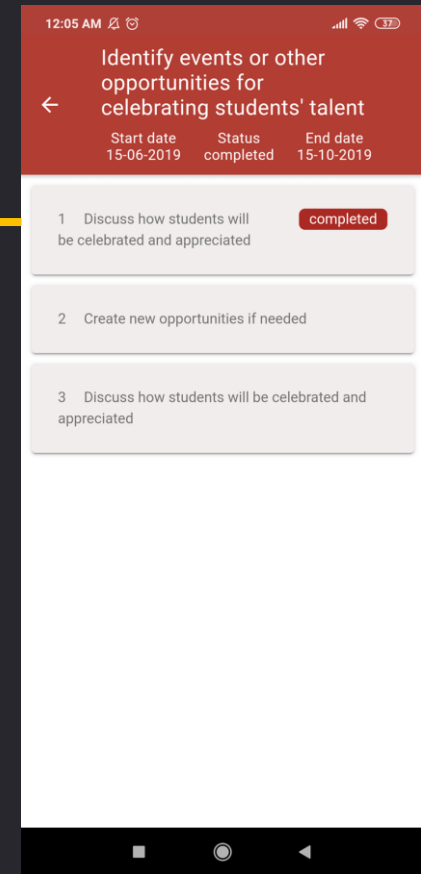 12:05 AM
37
Identify events or other
opportunities for
celebrating students' talent
Start date Status End date
15-06-2019 completed 15-10-2019
1 Discuss how students will completed
be celebrated and appreciated
2 Create new opportunities if needed
3 Discuss how students will be celebrated and
appreciated